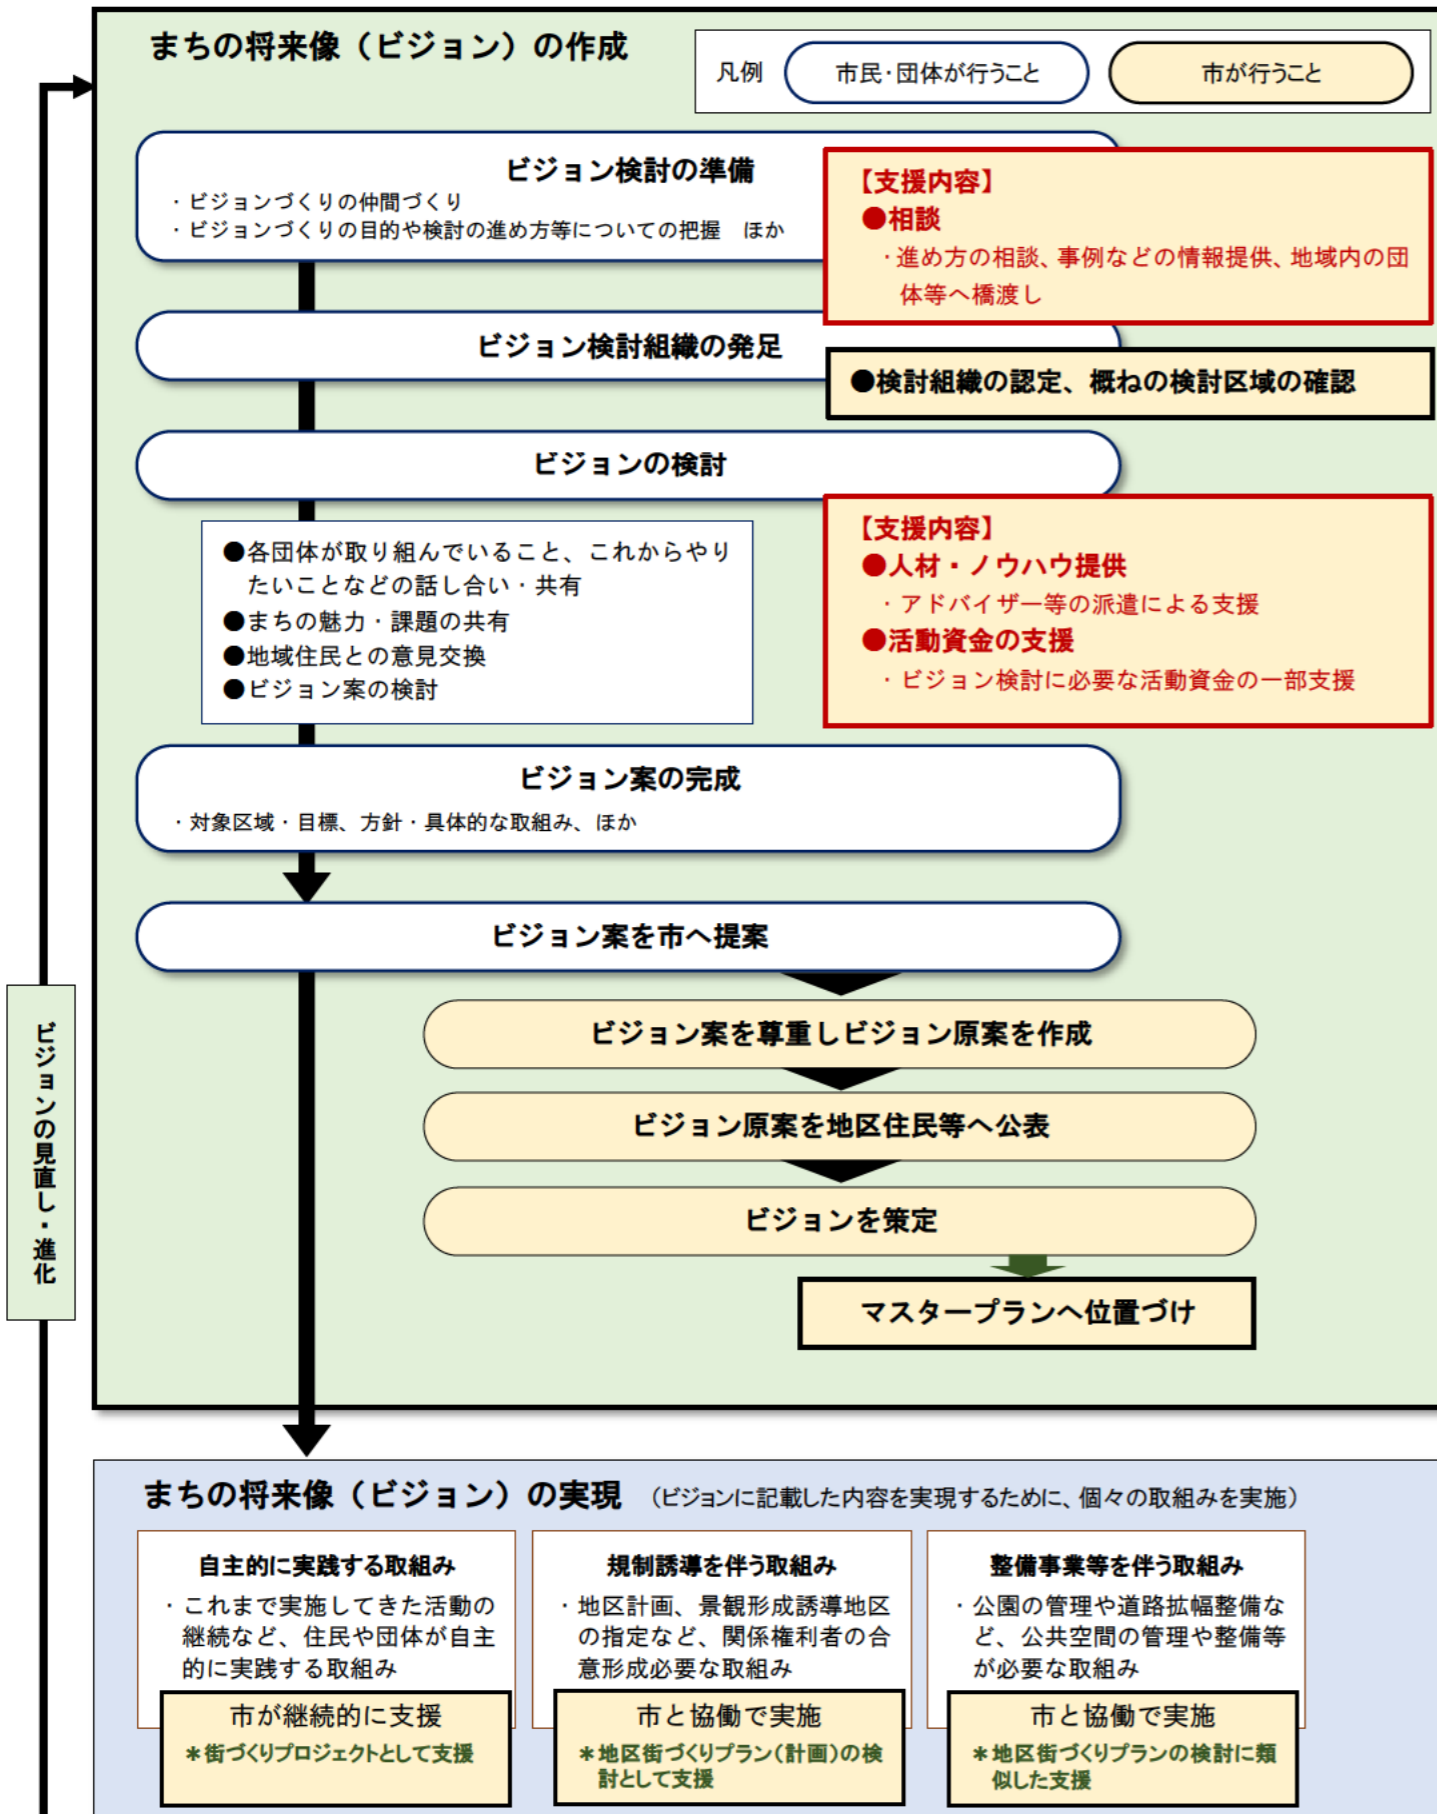 まちの将来像（ビジョン）の作成
凡例
市民・団体が行うこと
市が行うこと
ビジョン検討の準備
・ビジョンづくりの仲間づくり
・ビジョンづくりの目的や検討の進め方等についての把握　ほか
【支援内容】
●相談
・進め方の相談、事例などの情報提供、地域内の団
体等へ橋渡し
ビジョン検討組織の発足
●検討組織の認定、概ねの検討区域の確認
ビジョンの検討
●各団体が取り組んでいること、これからやり
たいことなどの話し合い・共有
●まちの魅力・課題の共有
●地域住民との意見交換
●ビジョン案の検討
【支援内容】
●人材・ノウハウ提供
・アドバイザー等の派遣による支援
●活動資金の支援
・ビジョン検討に必要な活動資金の一部支援
ビジョン案の完成
・対象区域・目標、方針・具体的な取組み、ほか
ビジョン案を市へ提案
ビジョン案を尊重しビジョン原案を作成
ビジョン原案を地区住民等へ公表
ビジョンを策定
マスタープランへ位置づけ
ビジョンの見直し・進化
まちの将来像（ビジョン）の実現　（ビジョンに記載した内容を実現するために、個々の取組みを実施）
自主的に実践する取組み
・これまで実施してきた活動の
継続など、住民や団体が自主
的に実践する取組み
市が継続的に支援
＊街づくりプロジェクトとして支援
規制誘導を伴う取組み
・地区計画、景観形成誘導地区
の指定など、関係権利者の合
意形成必要な取組み
市と協働で実施
＊地区街づくりプラン（計画）の検
討として支援
整備事業等を伴う取組み
・公園の管理や道路拡幅整備な
ど、公共空間の管理や整備等
が必要な取組み
市と協働で実施
＊地区街づくりプランの検討に類
似した支援